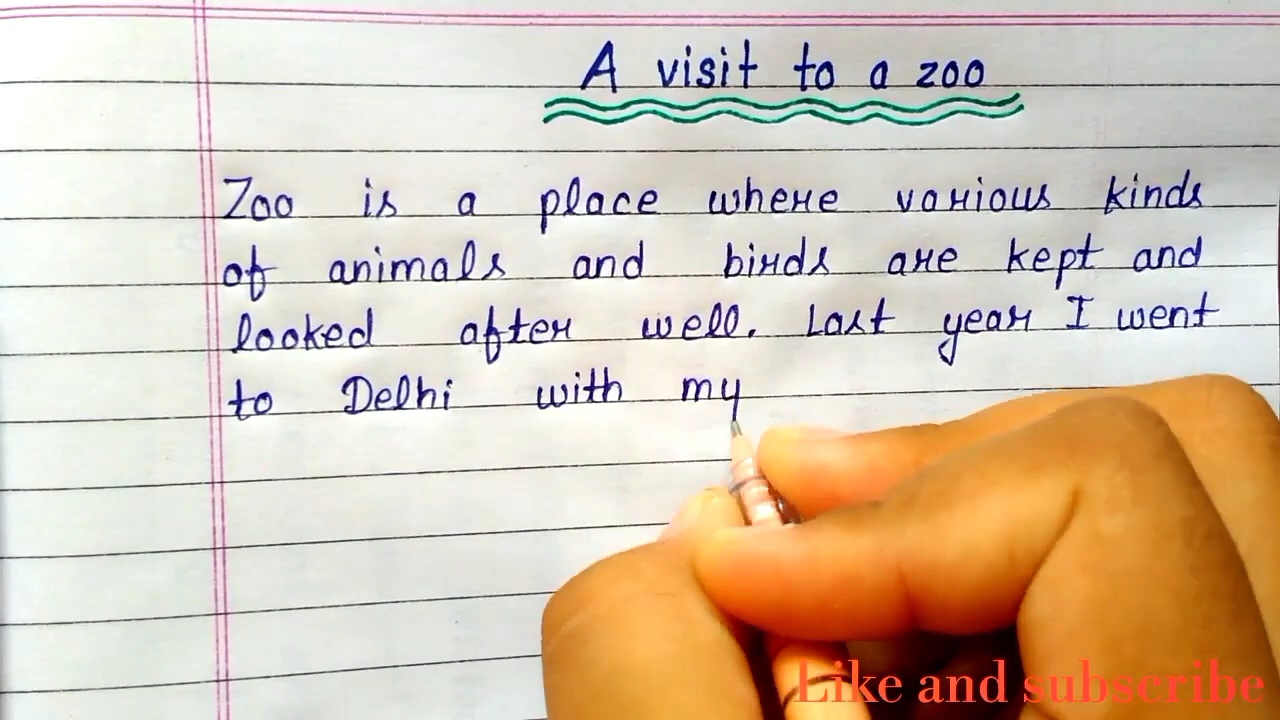 A visit to a zoo
Zoo is a place where various kinds
of animals and birds are kept and
looked after well. Last year I went
to Delhi with my
Like and subscribe